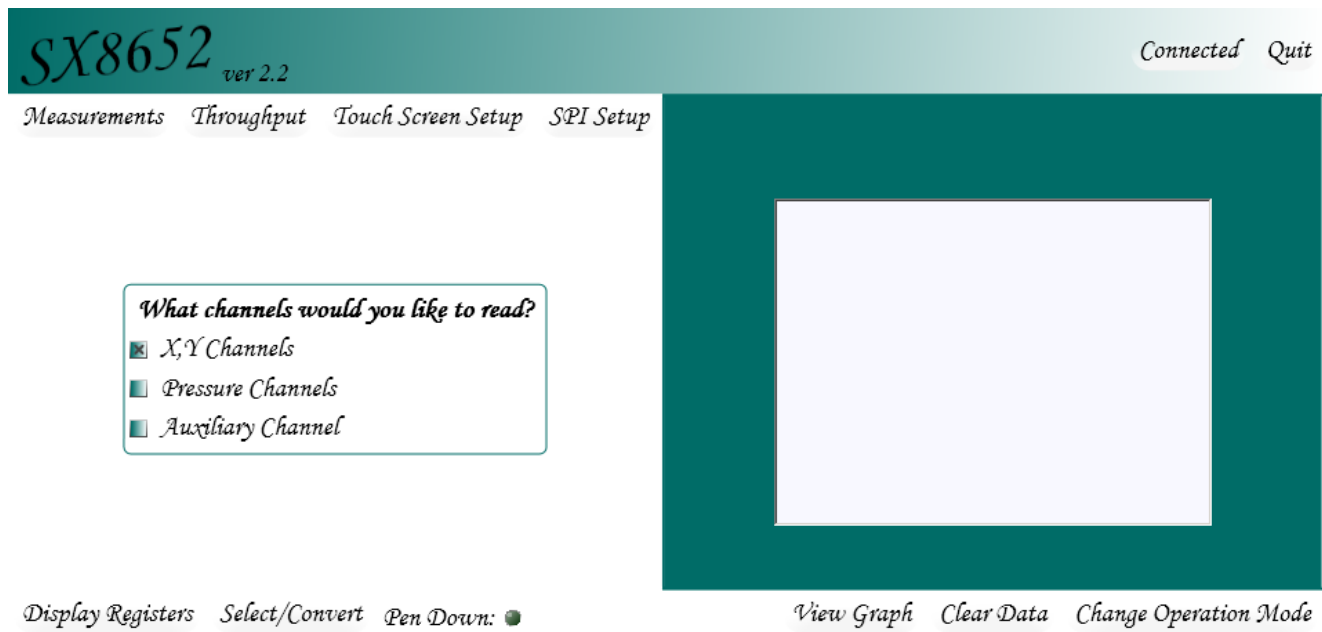 SX8652 ver 2.2
Connected Quit
Measurements Throughput Touch Screen Setup SPI Setup
What channels would you like to read?
X,Y Channels
Pressure Channels
Auxiliary Channel
Display Registers Select/Convert Pen Down: View Graph Clear Data Change Operation Mode